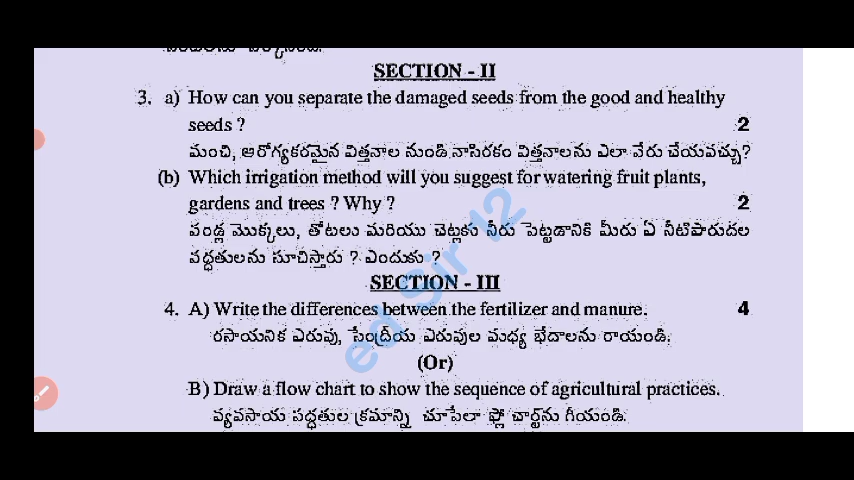 SECTION - II
3. a) How can you separate the damaged seeds from the good and healthy
seeds ? 2
మంచి, ఆరోగ్యకరమైన విత్తనాల నుండి నాసిరకం విత్తనాలను ఎలా వేరు చేయవచ్చు?
(b) Which irrigation method will you suggest for watering fruit plants,
gardens and trees ? Why ? 2
పండ్ల మొక్కలు, తోటలు మరియు చెట్లకు నీరు పెట్టడానికి మీరు ఏ నీటిపారుదల
పద్ధతులను సూచిస్తారు ? ఎందుకు ?
SECTION - III
4. A) Write the differences between the fertilizer and manure. 4
రసాయనిక ఎరువు, సేంద్రీయ ఎరువుల మధ్య భేదాలను రాయండి.
(Or)
B) Draw a flow chart to show the sequence of agricultural practices.
వ్యవసాయ పద్ధతుల క్రమాన్ని చూపేలా ఫ్లో చార్ట్‌ను గీయండి.
ed Sir 12